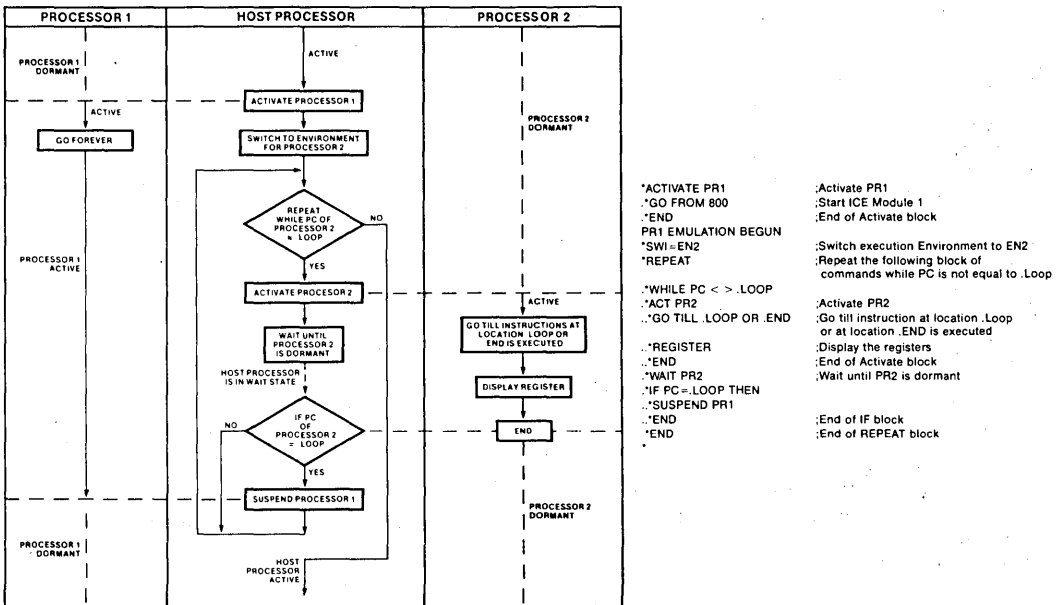 PROCESSOR 1
HOST PROCESSOR
PROCESSOR 2
PROCESSOR 1
DORMANT
ACTIVE
ACTIVATE PROCESSOR 1
ACTIVE
GO FOREVER
SWITCH TO ENVIRONMENT
FOR PROCESSOR 2
PROCESSOR 2
DORMANT
REPEAT
WHILE PC OF
PROCESSOR 2
≠ LOOP
NO
YES
PROCESSOR 1
ACTIVE
ACTIVATE PROCESOR 2
ACTIVE
GO TILL INSTRUCTIONS AT
LOCATION .LOOP OR
END IS EXECUTED
WAIT UNTIL
PROCESSOR 2
IS DORMANT
HOST PROCESSOR
IS IN WAIT STATE
DISPLAY REGISTER
IF PC
OF
PROCESSOR 2
= LOOP
NO
YES
END
SUSPEND PROCESSOR 1
PROCESSOR 2
DORMANT
PROCESSOR 1
DORMANT
HOST
PROCESSOR
ACTIVE
*ACTIVATE PR1 ;Activate PR1
.*GO FROM 800 ;Start ICE Module 1
.*END ;End of Activate block
PR1 EMULATION BEGUN
*SWI=EN2 ;Switch execution Environment to EN2
*REPEAT ;Repeat the following block of
commands while PC is not equal to .Loop
.*WHILE PC < > .LOOP
.*ACT PR2 ;Activate PR2
..*GO TILL .LOOP OR .END ;Go till instruction at location .Loop
or at location .END is executed
..*REGISTER ;Display the registers
..*END ;End of Activate block
.*WAIT PR2 ;Wait until PR2 is dormant
.*IF PC=.LOOP THEN
..*SUSPEND PR1
..*END ;End of IF block
.*END ;End of REPEAT block
*